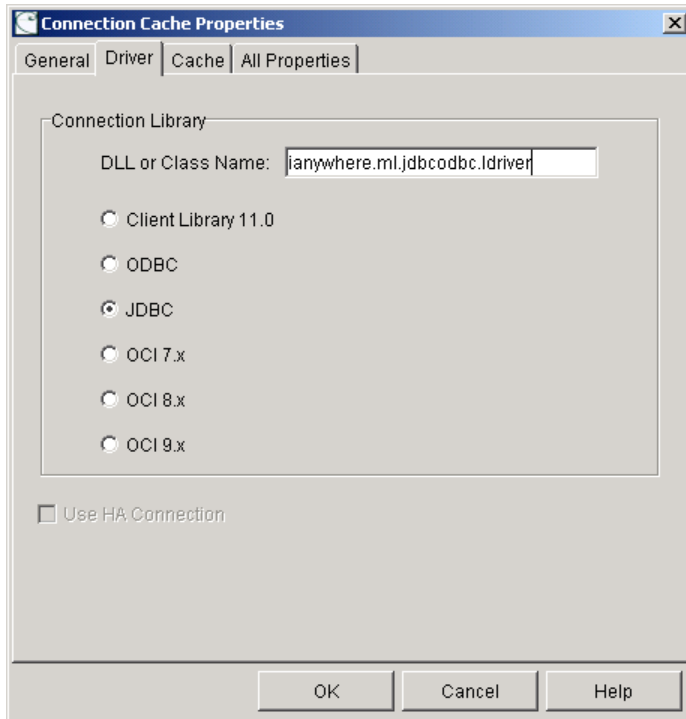 Connection Cache Properties
General Driver Cache All Properties
Connection Library
DLL or Class Name: ianywhere.ml.jdbcodbc.Idriver
Client Library 11.0
ODBC
JDBC
OCI 7.x
OCI 8.x
OCI 9.x
Use HA Connection
OK Cancel Help